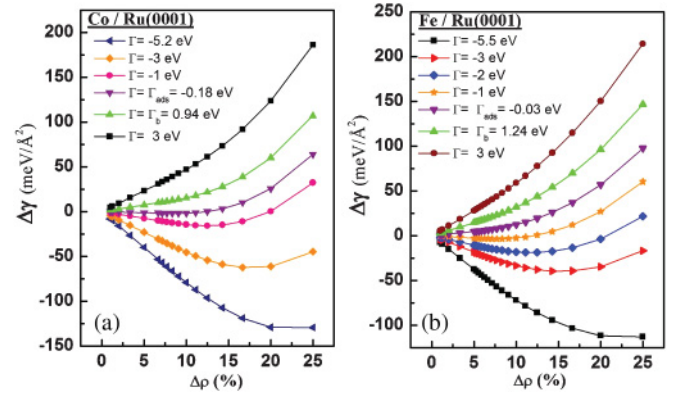 Co / Ru(0001)
Γ= -5.2 eV
Γ= -3 eV
Γ= -1 eV
Γ= Γads= -0.18 eV
Γ= Γb= 0.94 eV
Γ= 3 eV
200
150
100
50
0
-50
-100
-150
Δγ (meV/Å²)
(a)
0 5 10 15 20 25
Δρ (%)
Fe / Ru(0001)
Γ= -5.5 eV
Γ= -3 eV
Γ= -2 eV
Γ= -1 eV
Γ= Γads= -0.03 eV
Γ= Γb= 1.24 eV
Γ= 3 eV
250
200
150
100
50
0
-50
-100
Δγ (meV/Å²)
(b)
0 5 10 15 20 25
Δρ (%)